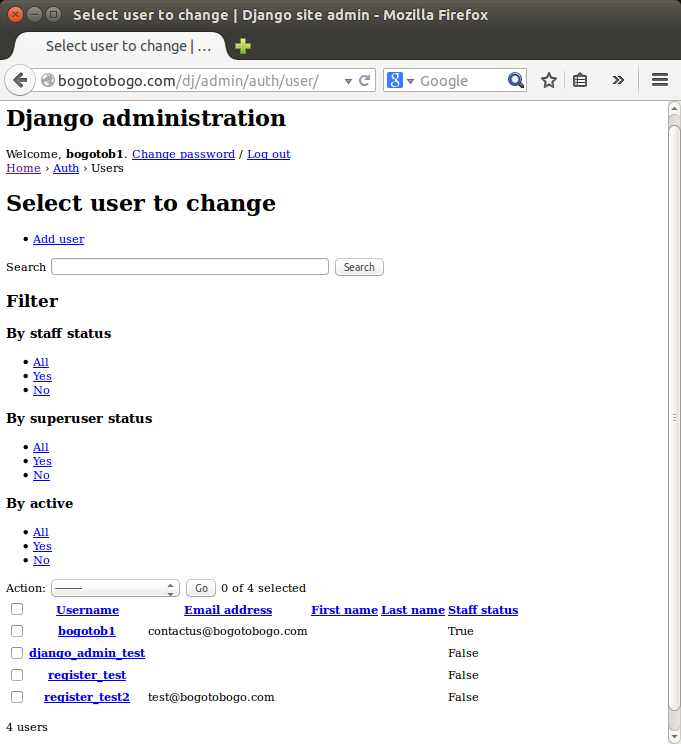 Select user to change | Django site admin - Mozilla Firefox
Select user to change | ...
bogotobogo.com/dj/admin/auth/user/
Google
Django administration
Welcome, bogotob1. Change password / Log out
Home › Auth › Users
Select user to change
• Add user
Search Search
Filter
By staff status
• All
• Yes
• No
By superuser status
• All
• Yes
• No
By active
• All
• Yes
• No
Action: --------- Go 0 of 4 selected
Username Email address First name Last name Staff status
bogotob1 contactus@bogotobogo.com True
django_admin_test False
register_test False
register_test2 test@bogotobogo.com False
4 users